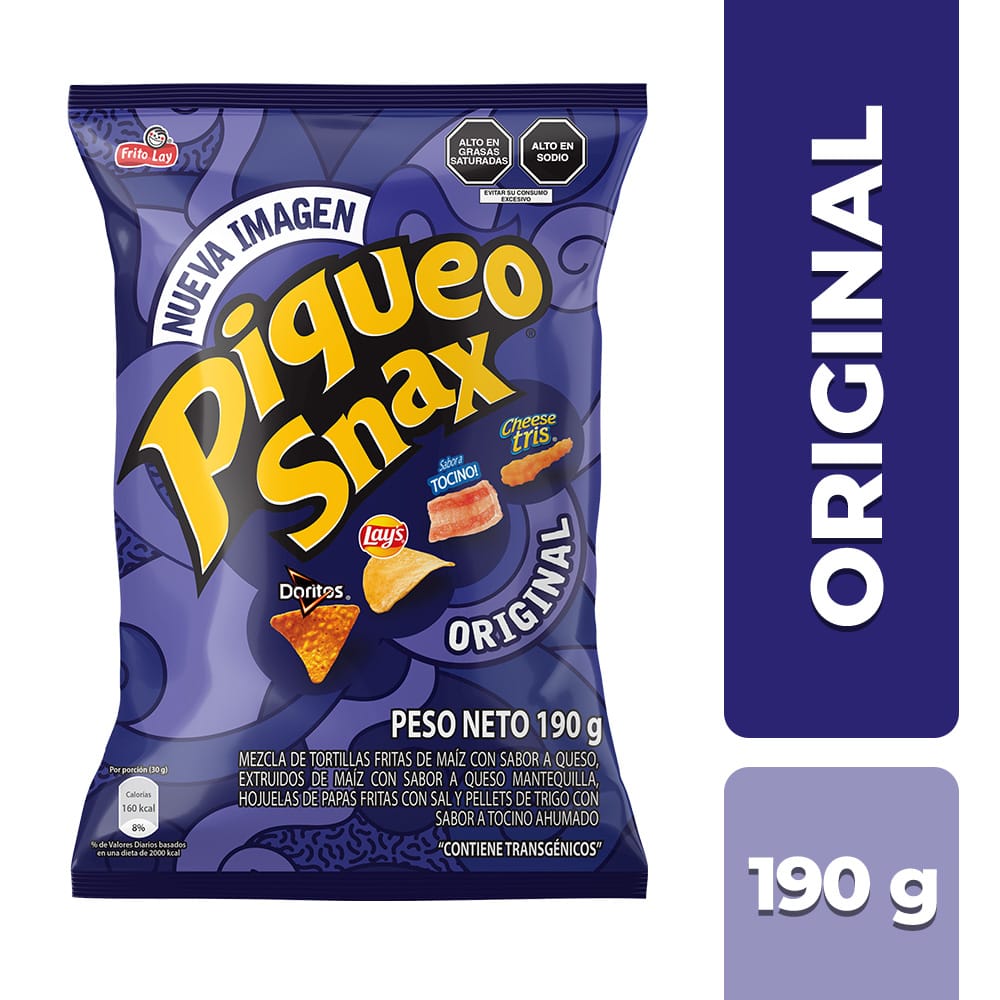 Frito Lay
ALTO EN
GRASAS
SATURADAS
ALTO EN
SODIO
EVITAR SU CONSUMO
EXCESIVO
NUEVA IMAGEN
Piqueo
Snax®
Cheese
tris®
Sabor a
TOCINO!
Lay's
Doritos®
ORIGINAL
PESO NETO 190 g
MEZCLA DE TORTILLAS FRITAS DE MAÍZ CON SABOR A QUESO,
EXTRUIDOS DE MAÍZ CON SABOR A QUESO MANTEQUILLA,
HOJUELAS DE PAPAS FRITAS CON SAL Y PELLETS DE TRIGO CON
SABOR A TOCINO AHUMADO
"CONTIENE TRANSGÉNICOS"
Por porción (30 g)
Calorías
160 kcal
8%
% de Valores Diarios basados
en una dieta de 2000 kcal
ORIGINAL
190 g